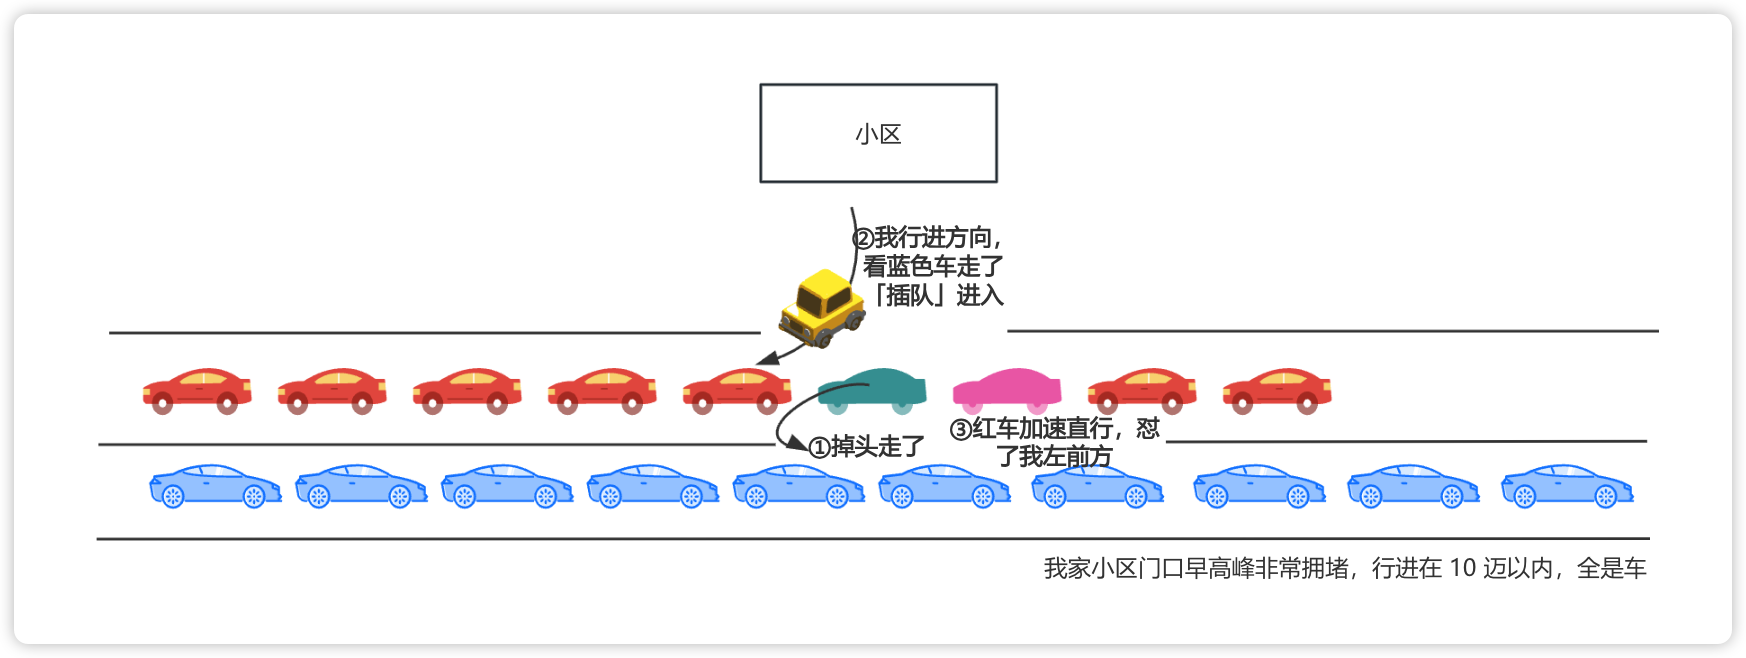 小区
②我行进方向，
看蓝色车走了
「插队」进入
①掉头走了
③红车加速直行，怼
了我左前方
我家小区门口早高峰非常拥堵，行进在 10 迈以内，全是车